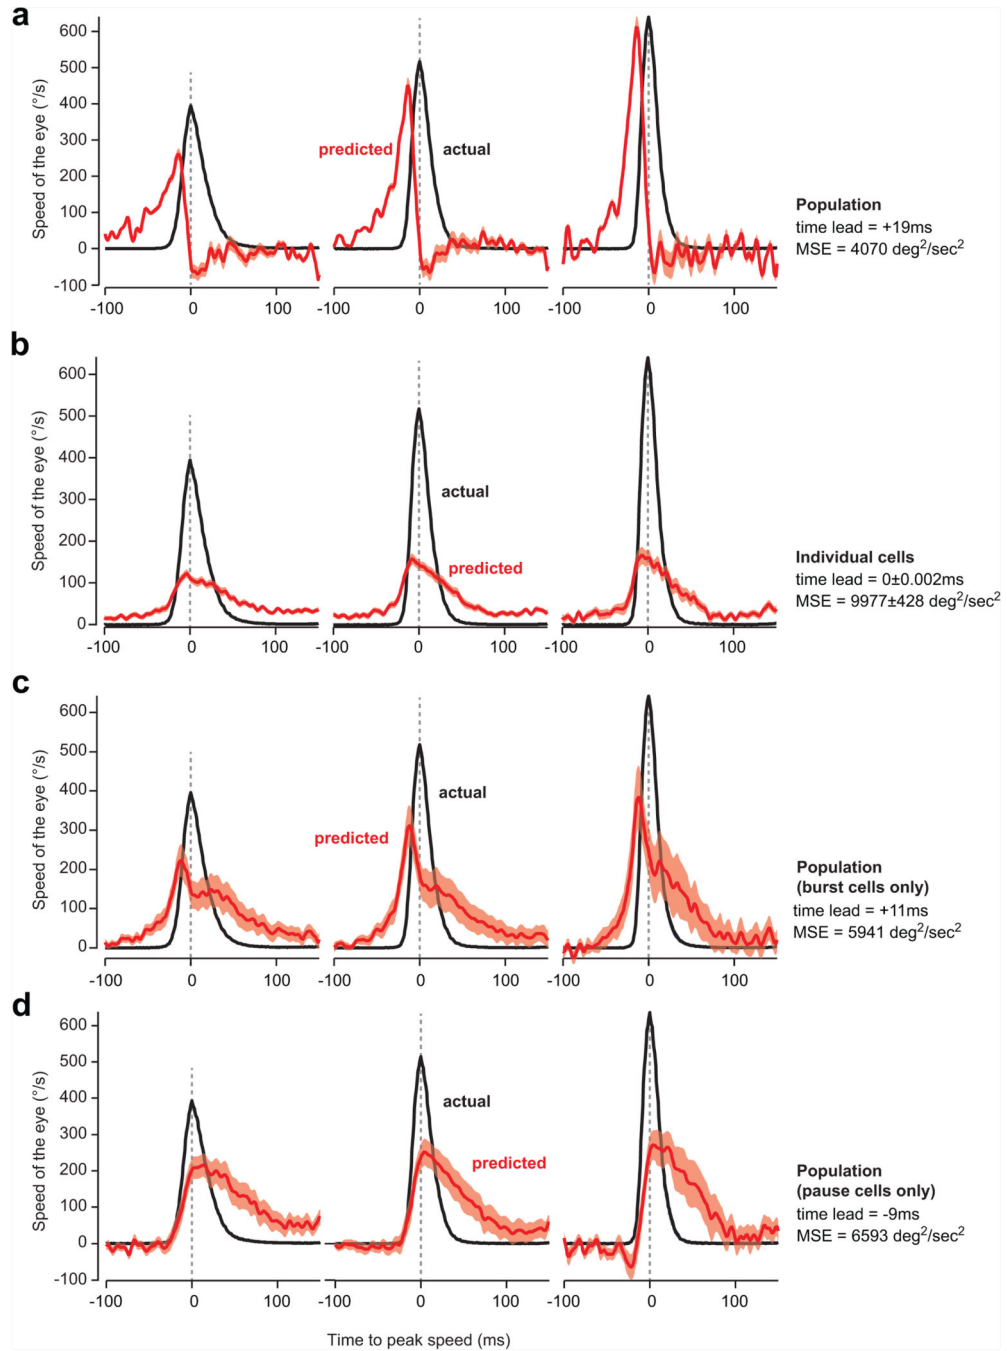 a
Speed of the eye (°/s)
600
500
400
300
200
100
0
-100
predicted
actual
-100
0
100
-100
0
100
-100
0
100
Population
time lead = +19ms
MSE = 4070 deg²/sec²
b
Speed of the eye (°/s)
600
500
400
300
200
100
0
actual
predicted
-100
0
100
-100
0
100
-100
0
100
Individual cells
time lead = 0±0.002ms
MSE = 9977±428 deg²/sec²
c
Speed of the eye (°/s)
600
500
400
300
200
100
0
actual
predicted
-100
0
100
-100
0
100
-100
0
100
Population
(burst cells only)
time lead = +11ms
MSE = 5941 deg²/sec²
d
Speed of the eye (°/s)
600
500
400
300
200
100
0
-100
actual
predicted
-100
0
100
-100
0
100
-100
0
100
Population
(pause cells only)
time lead = -9ms
MSE = 6593 deg²/sec²
Time to peak speed (ms)